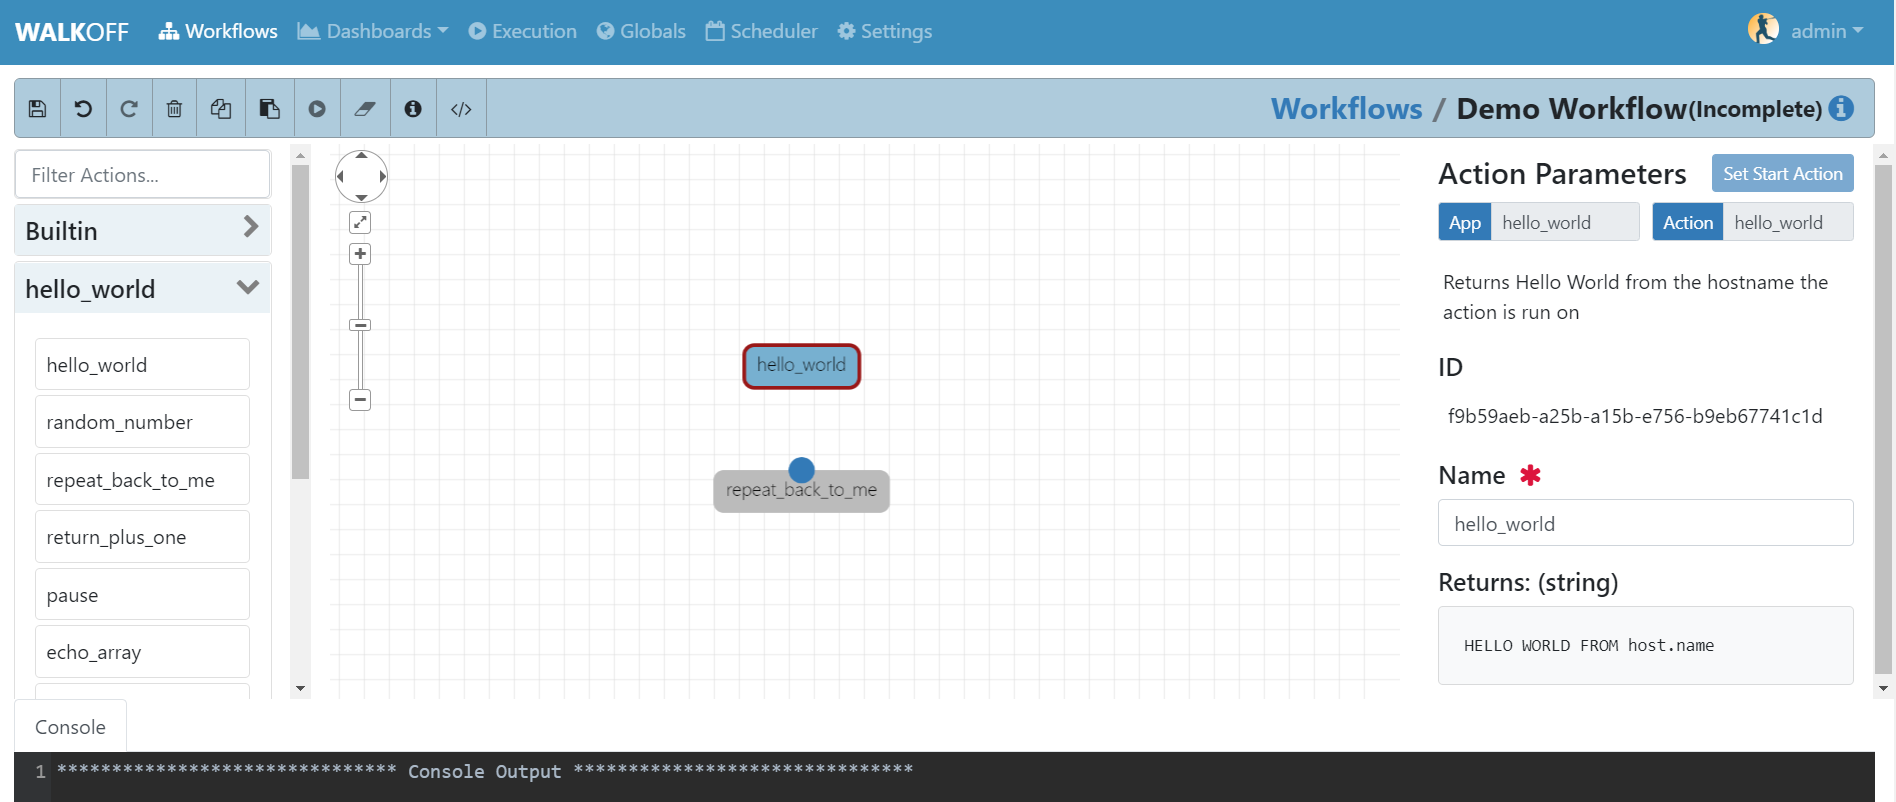 WALKOFF Workflows Dashboards Execution Globals Scheduler Settings admin
Workflows / Demo Workflow(Incomplete)
Filter Actions...
Builtin
hello_world
hello_world
random_number
repeat_back_to_me
return_plus_one
pause
echo_array
hello_world
repeat_back_to_me
Action Parameters Set Start Action
App hello_world Action hello_world
Returns Hello World from the hostname the
action is run on
ID
f9b59aeb-a25b-a15b-e756-b9eb67741c1d
Name ✱
hello_world
Returns: (string)
HELLO WORLD FROM host.name
Console
1 ******************************* Console Output *******************************